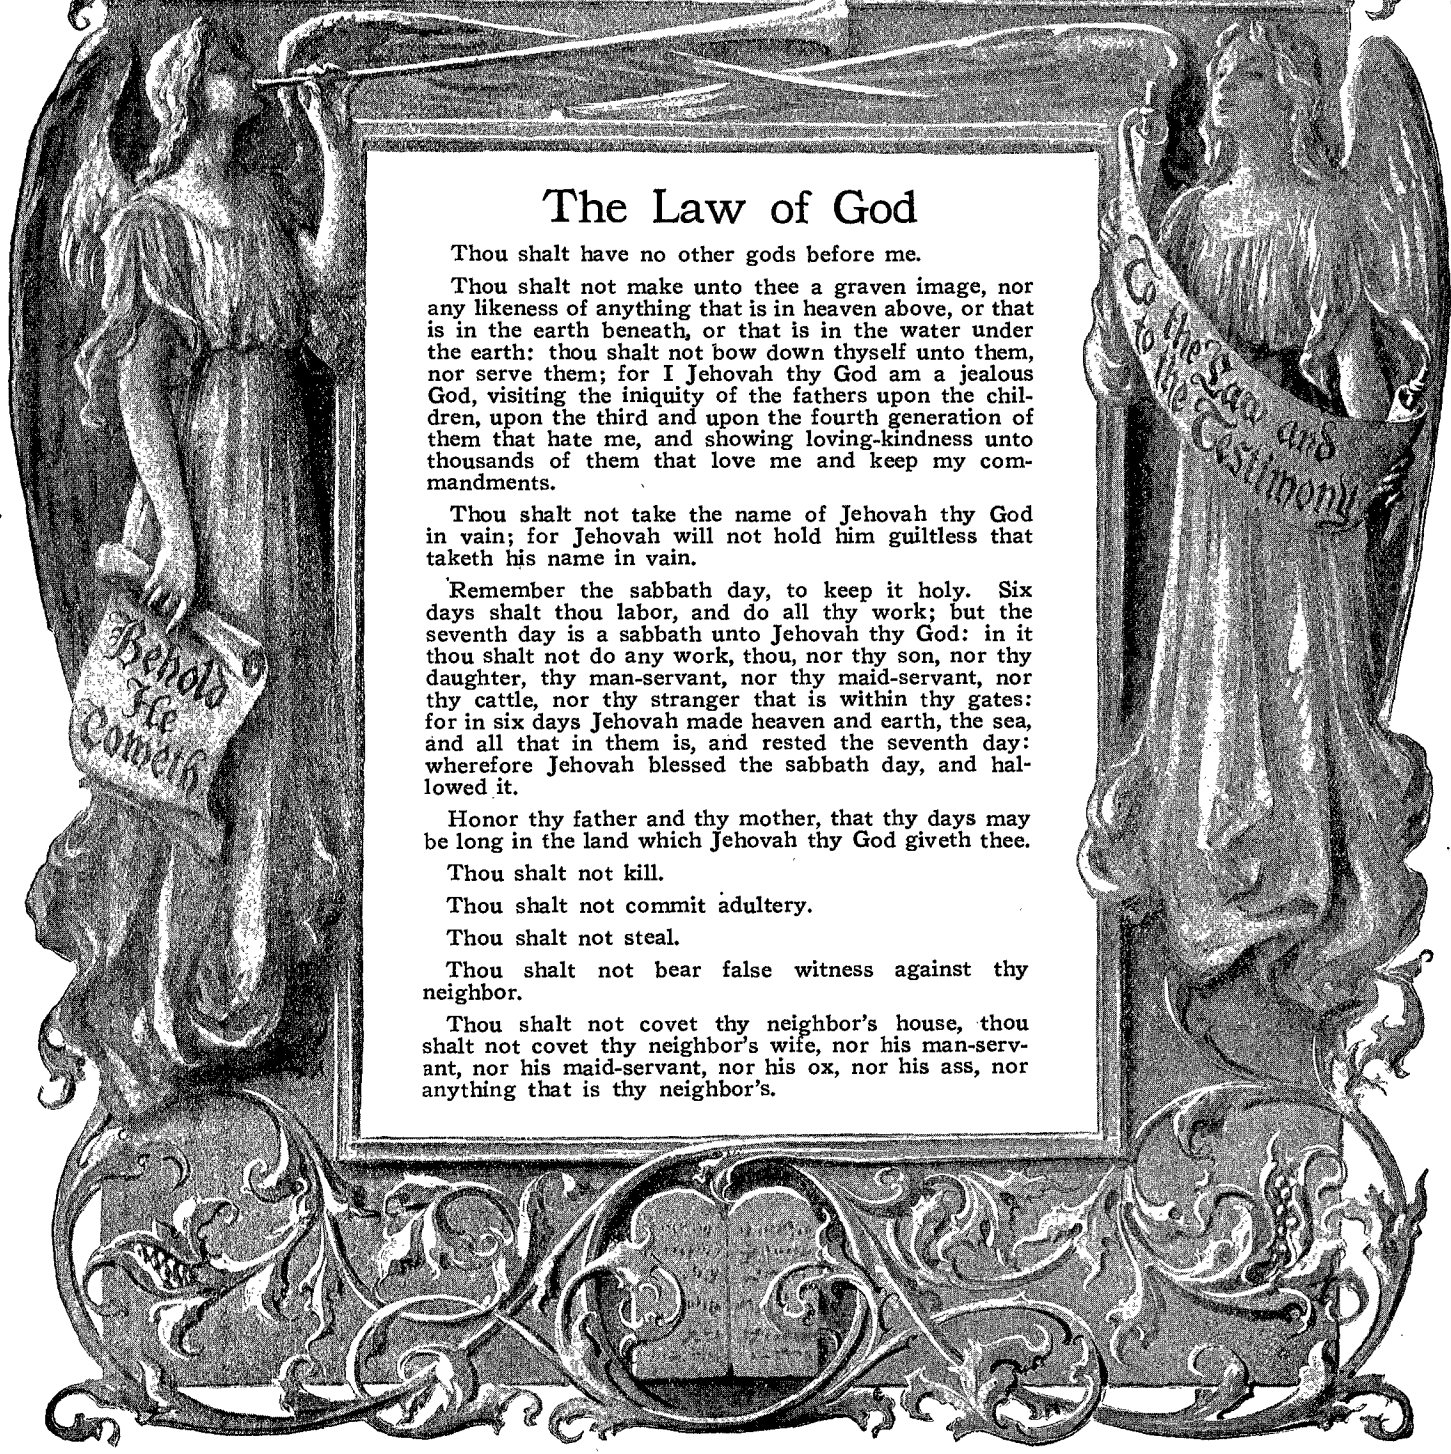 The Law of God
Thou shalt have no other gods before me.
Thou shalt not make unto thee a graven image, nor
any likeness of anything that is in heaven above, or that
is in the earth beneath, or that is in the water under
the earth: thou shalt not bow down thyself unto them,
nor serve them; for I Jehovah thy God am a jealous
God, visiting the iniquity of the fathers upon the chil-
dren, upon the third and upon the fourth generation of
them that hate me, and showing loving-kindness unto
thousands of them that love me and keep my com-
mandments.
Thou shalt not take the name of Jehovah thy God
in vain; for Jehovah will not hold him guiltless that
taketh his name in vain.
Remember the sabbath day, to keep it holy. Six
days shalt thou labor, and do all thy work; but the
seventh day is a sabbath unto Jehovah thy God: in it
thou shalt not do any work, thou, nor thy son, nor thy
daughter, thy man-servant, nor thy maid-servant, nor
thy cattle, nor thy stranger that is within thy gates:
for in six days Jehovah made heaven and earth, the sea,
and all that in them is, and rested the seventh day:
wherefore Jehovah blessed the sabbath day, and hal-
lowed it.
Honor thy father and thy mother, that thy days may
be long in the land which Jehovah thy God giveth thee.
Thou shalt not kill.
Thou shalt not commit adultery.
Thou shalt not steal.
Thou shalt not bear false witness against thy
neighbor.
Thou shalt not covet thy neighbor's house, thou
shalt not covet thy neighbor's wife, nor his man-serv-
ant, nor his maid-servant, nor his ox, nor his ass, nor
anything that is thy neighbor's.
Behold
He
Cometh
To the Law and
to the Testimony